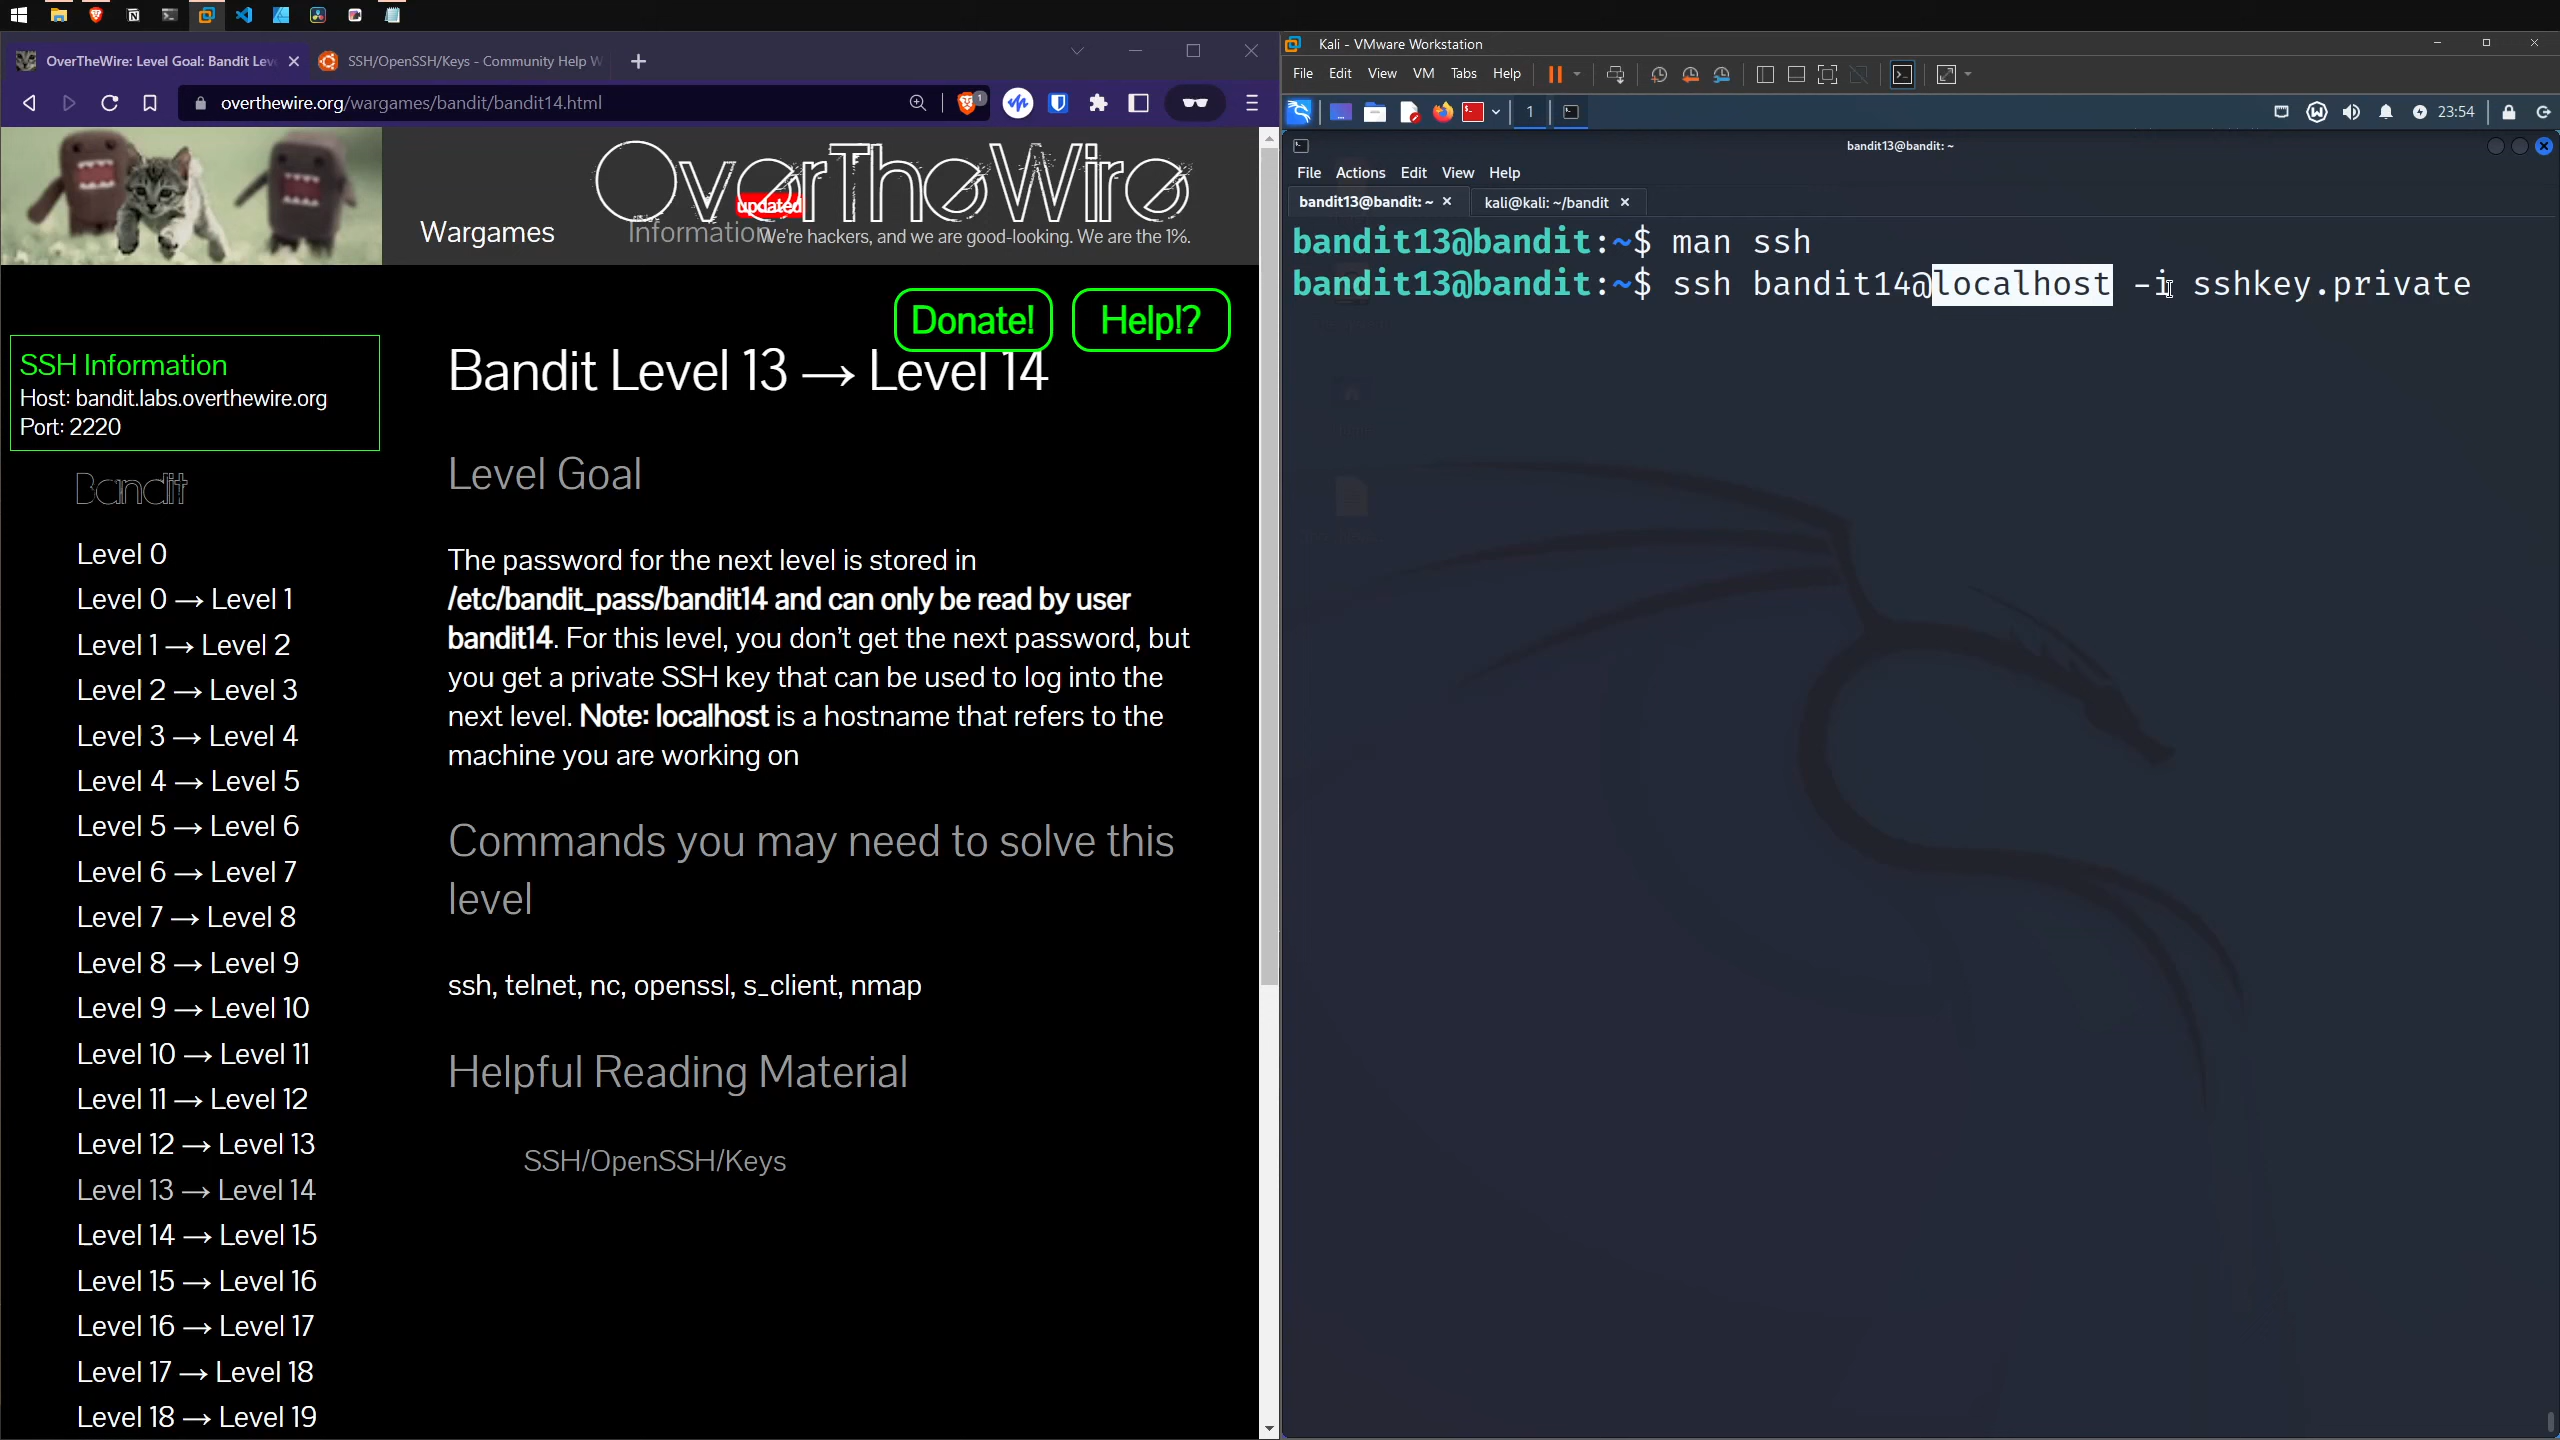 OverTheWire: Level Goal: Bandit Lev
SSH/OpenSSH/Keys - Community Help W
overthewire.org/wargames/bandit/bandit14.html
1
Wargames
Information
updated
OverTheWire
We're hackers, and we are good-looking. We are the 1%.
Donate!
Help!?
SSH Information
Host: bandit.labs.overthewire.org
Port: 2220
Bandit
Level 0
Level 0 → Level 1
Level 1 → Level 2
Level 2 → Level 3
Level 3 → Level 4
Level 4 → Level 5
Level 5 → Level 6
Level 6 → Level 7
Level 7 → Level 8
Level 8 → Level 9
Level 9 → Level 10
Level 10 → Level 11
Level 11 → Level 12
Level 12 → Level 13
Level 13 → Level 14
Level 14 → Level 15
Level 15 → Level 16
Level 16 → Level 17
Level 17 → Level 18
Level 18 → Level 19
Bandit Level 13 → Level 14
Level Goal
The password for the next level is stored in
/etc/bandit_pass/bandit14 and can only be read by user
bandit14. For this level, you don't get the next password, but
you get a private SSH key that can be used to log into the
next level. Note: localhost is a hostname that refers to the
machine you are working on
Commands you may need to solve this
level
ssh, telnet, nc, openssl, s_client, nmap
Helpful Reading Material
SSH/OpenSSH/Keys
Kali - VMware Workstation
File Edit View VM Tabs Help
1
23:54
bandit13@bandit: ~
File Actions Edit View Help
bandit13@bandit: ~
kali@kali: ~/bandit
bandit13@bandit:~$ man ssh
bandit13@bandit:~$ ssh bandit14@localhost -i sshkey.private